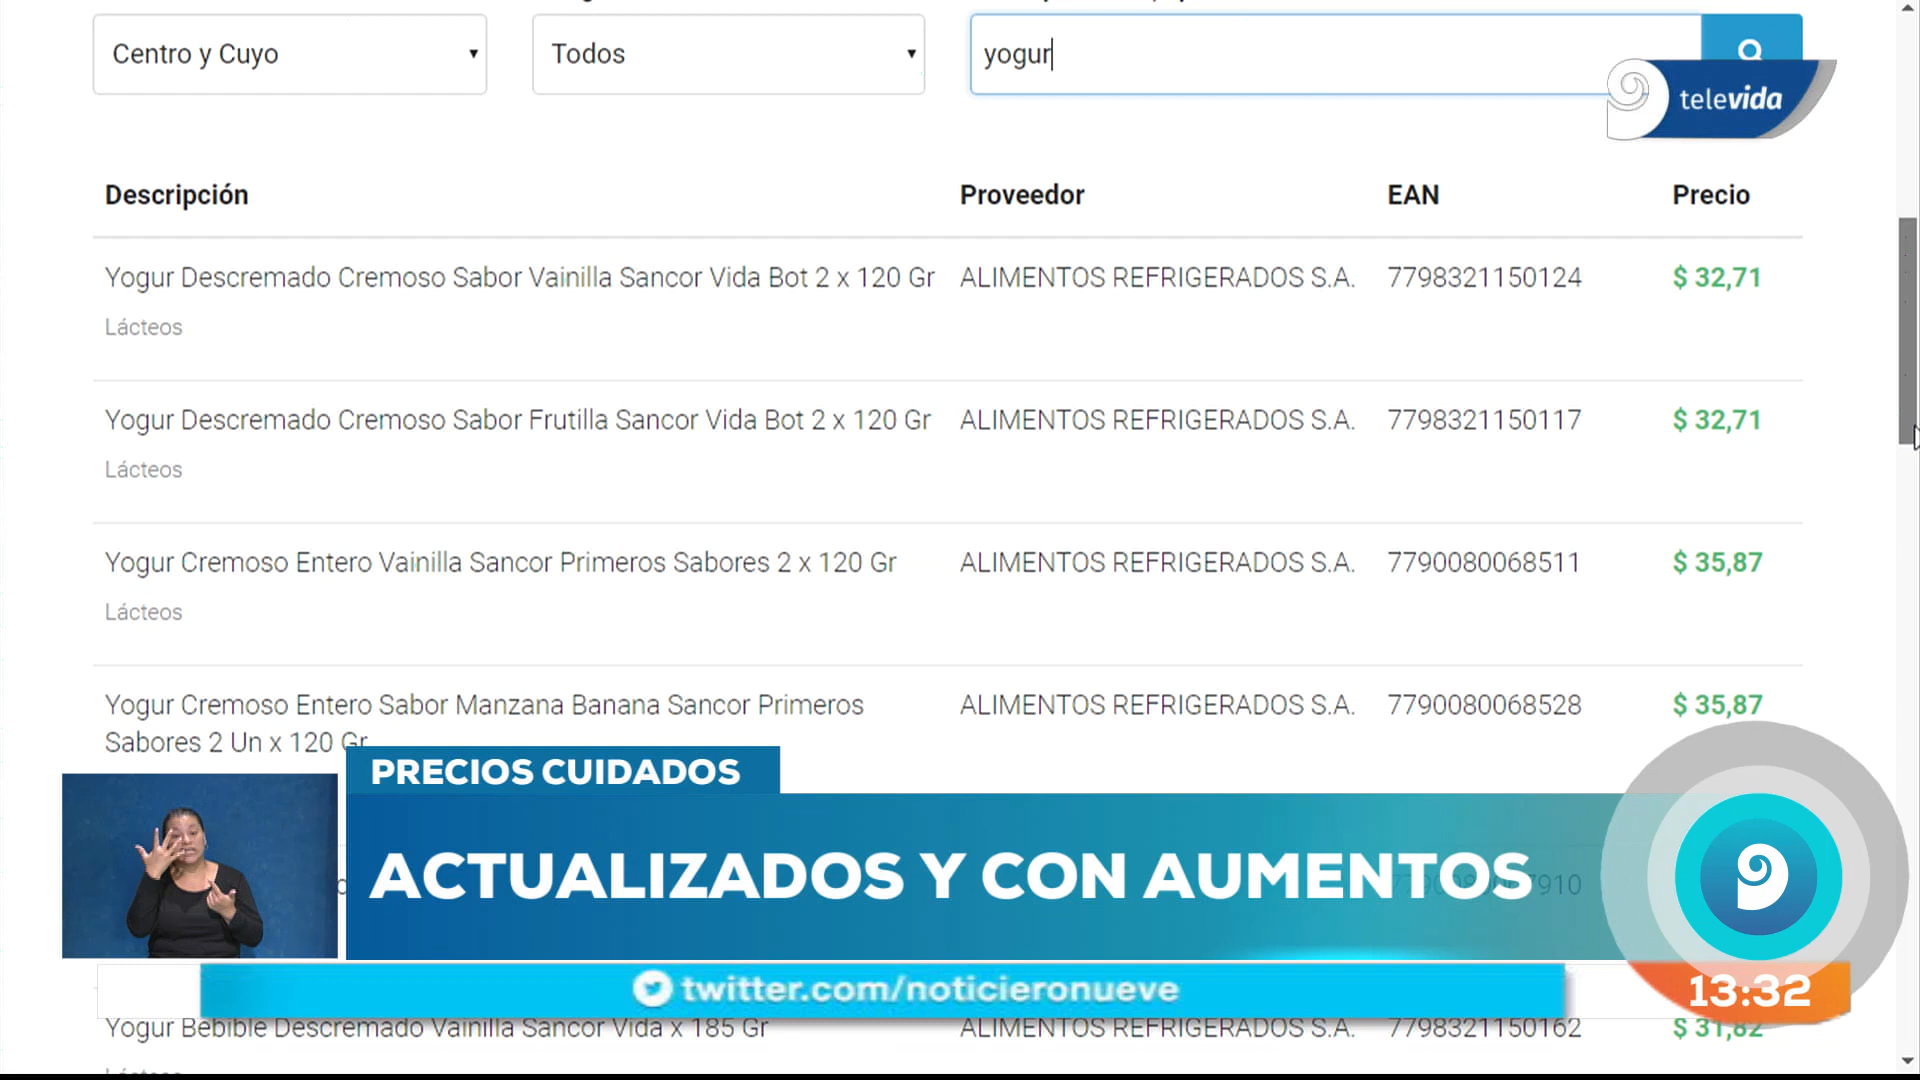 Centro y Cuyo
Todos
yogur
televida
Descripción Proveedor EAN Precio
Yogur Descremado Cremoso Sabor Vainilla Sancor Vida Bot 2 x 120 Gr ALIMENTOS REFRIGERADOS S.A. 7798321150124 $ 32,71
Lácteos
Yogur Descremado Cremoso Sabor Frutilla Sancor Vida Bot 2 x 120 Gr ALIMENTOS REFRIGERADOS S.A. 7798321150117 $ 32,71
Lácteos
Yogur Cremoso Entero Vainilla Sancor Primeros Sabores 2 x 120 Gr ALIMENTOS REFRIGERADOS S.A. 7790080068511 $ 35,87
Lácteos
Yogur Cremoso Entero Sabor Manzana Banana Sancor Primeros ALIMENTOS REFRIGERADOS S.A. 7790080068528 $ 35,87
Sabores 2 Un x 120 Gr
PRECIOS CUIDADOS
ACTUALIZADOS Y CON AUMENTOS
twitter.com/noticieronueve
13:32
Yogur Bebible Descremado Vainilla Sancor Vida x 185 Gr ALIMENTOS REFRIGERADOS S.A. 7798321150162 $ 31,82